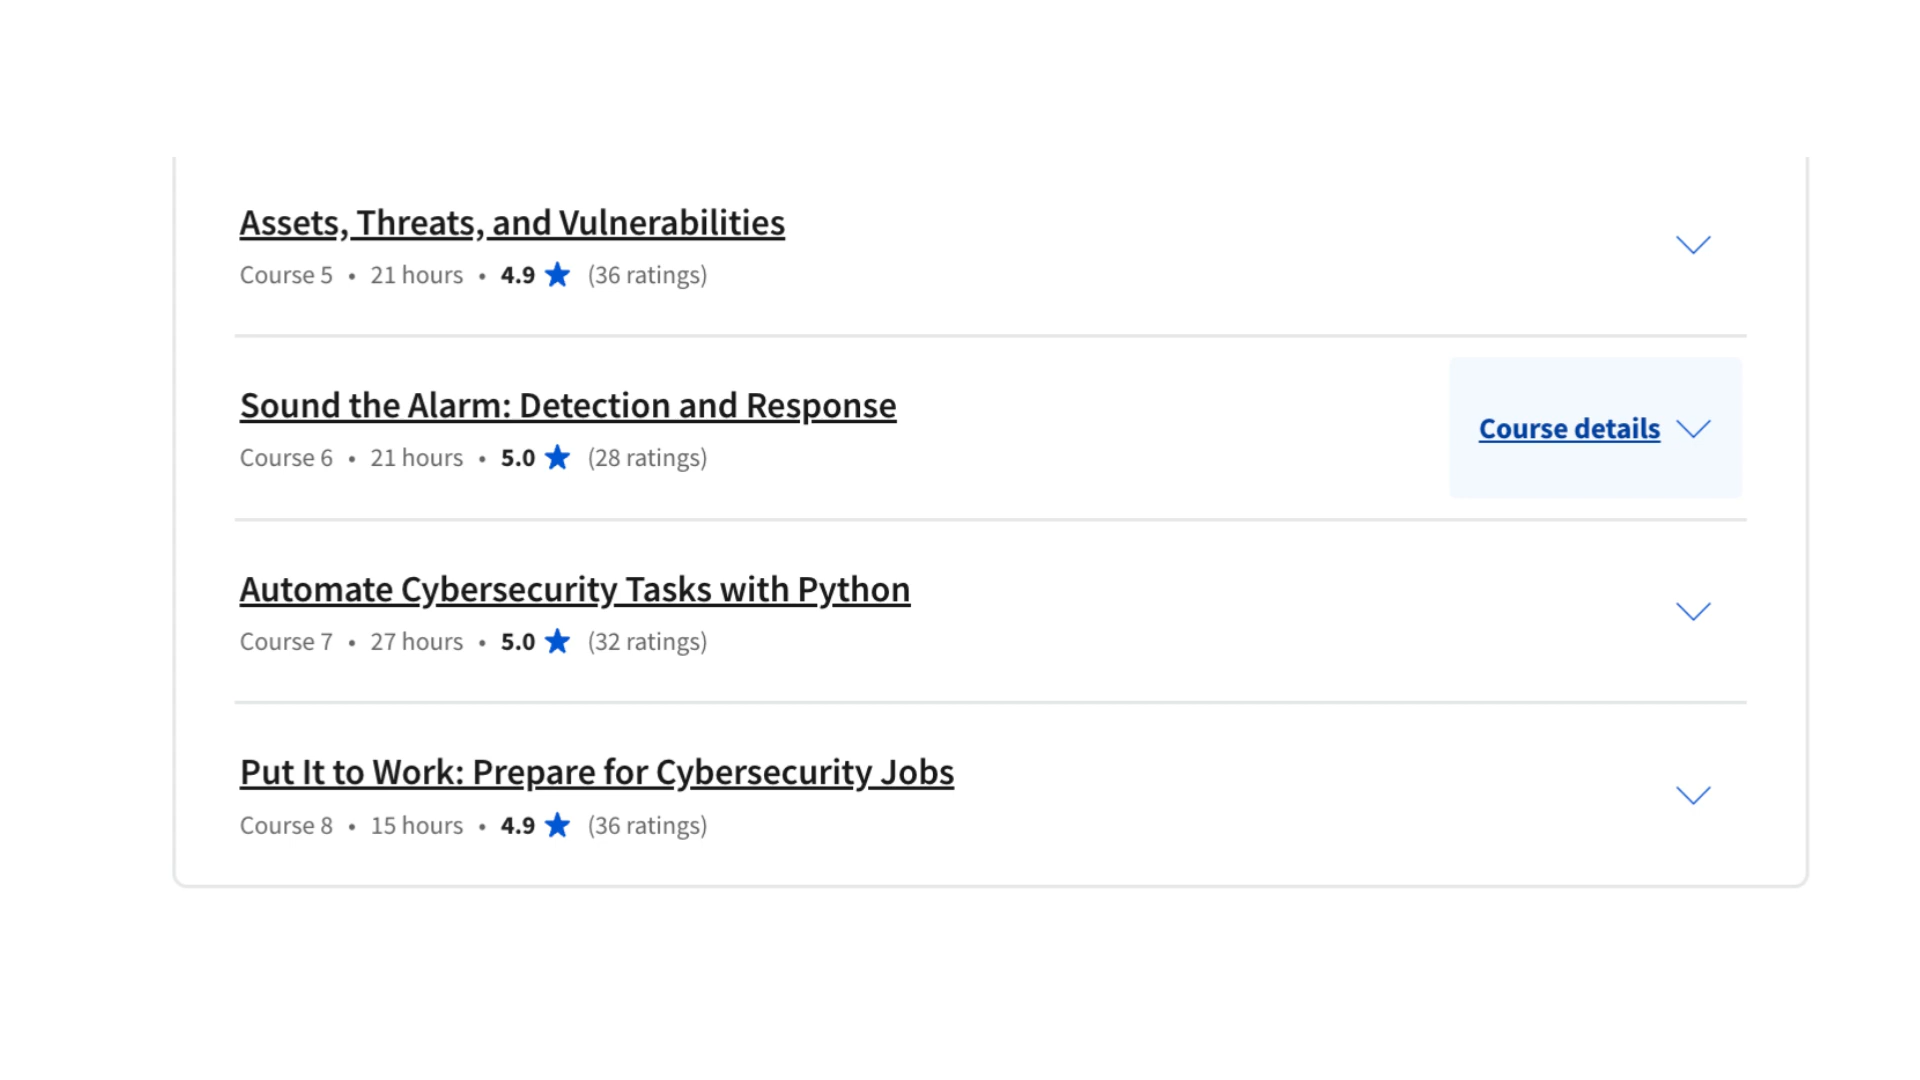 Assets, Threats, and Vulnerabilities
Course 5 • 21 hours • 4.9 ★ (36 ratings)
Sound the Alarm: Detection and Response
Course 6 • 21 hours • 5.0 ★ (28 ratings)
Course details
Automate Cybersecurity Tasks with Python
Course 7 • 27 hours • 5.0 ★ (32 ratings)
Put It to Work: Prepare for Cybersecurity Jobs
Course 8 • 15 hours • 4.9 ★ (36 ratings)